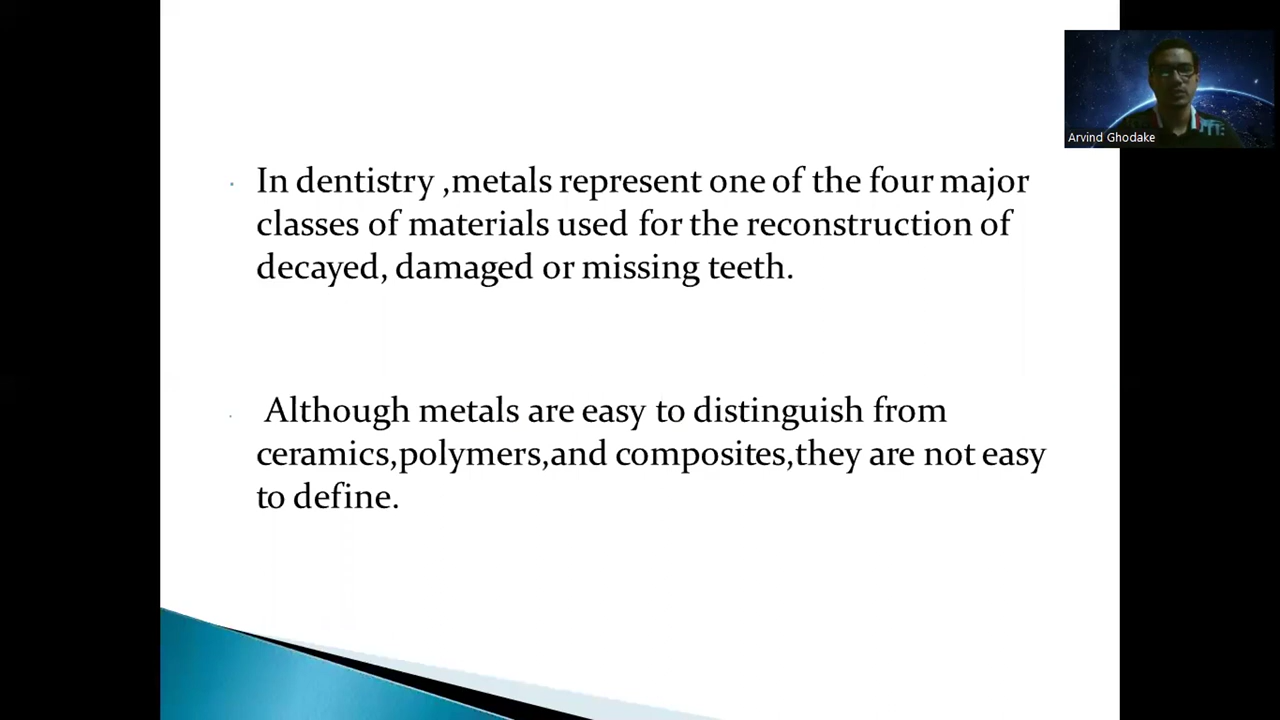 In dentistry ,metals represent one of the four major
classes of materials used for the reconstruction of
decayed, damaged or missing teeth.
Although metals are easy to distinguish from
ceramics,polymers,and composites,they are not easy
to define.
Arvind Ghodake